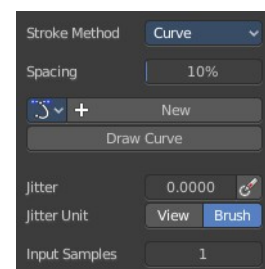 Stroke Method Curve
Spacing 10%
New
Draw Curve
Jitter 0.0000
Jitter Unit View Brush
Input Samples 1